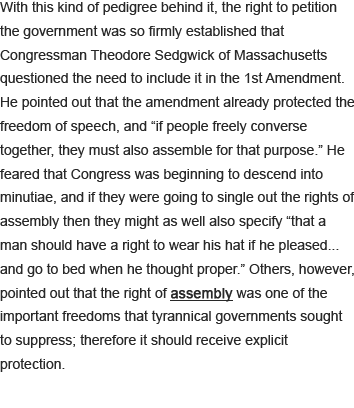 With this kind of pedigree behind it, the right to petition
the government was so firmly established that
Congressman Theodore Sedgwick of Massachusetts
questioned the need to include it in the 1st Amendment.
He pointed out that the amendment already protected the
freedom of speech, and “if people freely converse
together, they must also assemble for that purpose.” He
feared that Congress was beginning to descend into
minutiae, and if they were going to single out the rights of
assembly then they might as well also specify “that a
man should have a right to wear his hat if he pleased...
and go to bed when he thought proper.” Others, however,
pointed out that the right of assembly was one of the
important freedoms that tyrannical governments sought
to suppress; therefore it should receive explicit
protection.